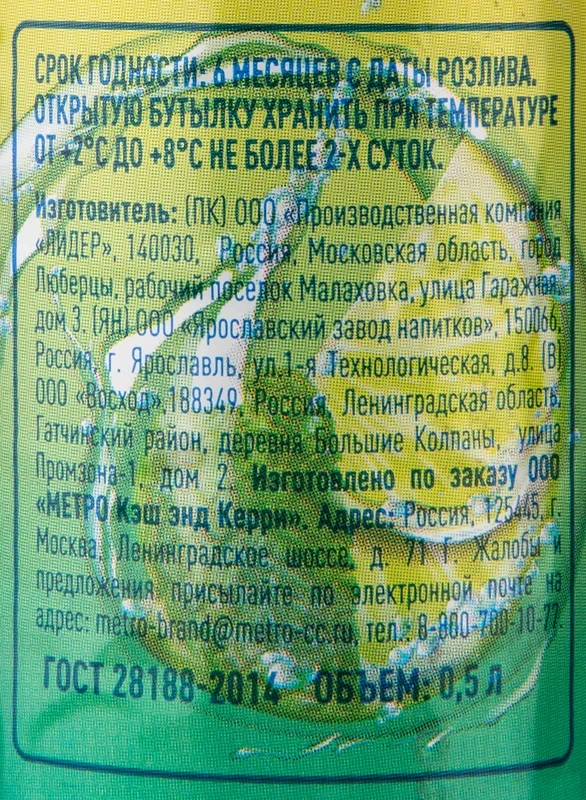 СРОК ГОДНОСТИ: 6 МЕСЯЦЕВ С ДАТЫ РОЗЛИВА.
ОТКРЫТУЮ БУТЫЛКУ ХРАНИТЬ ПРИ ТЕМПЕРАТУРЕ
ОТ +2°С ДО +8°С НЕ БОЛЕЕ 2-Х СУТОК.
Изготовитель: (ПК) ООО «Производственная компания
«ЛИДЕР», 140030, Россия, Московская область, город
Люберцы, рабочий поселок Малаховка, улица Гаражная,
дом 3. (ЯН) ООО «Ярославский завод напитков», 150066,
Россия, г. Ярославль, ул.1-я Технологическая, д.8. (В)
ООО «Восход»,188349, Россия, Ленинградская область,
Гатчинский район, деревня Большие Колпаны, улица
Промзона-1, дом 2. Изготовлено по заказу ООО
«МЕТРО Кэш энд Керри». Адрес: Россия, 125445, г.
Москва, Ленинградское шоссе, д. 71 Г. Жалобы и
предложения присылайте по электронной почте на
адрес: metro-brand@metro-cc.ru, тел.: 8-800-700-10-77.
ГОСТ 28188-2014 ОБЪЕМ: 0,5 л